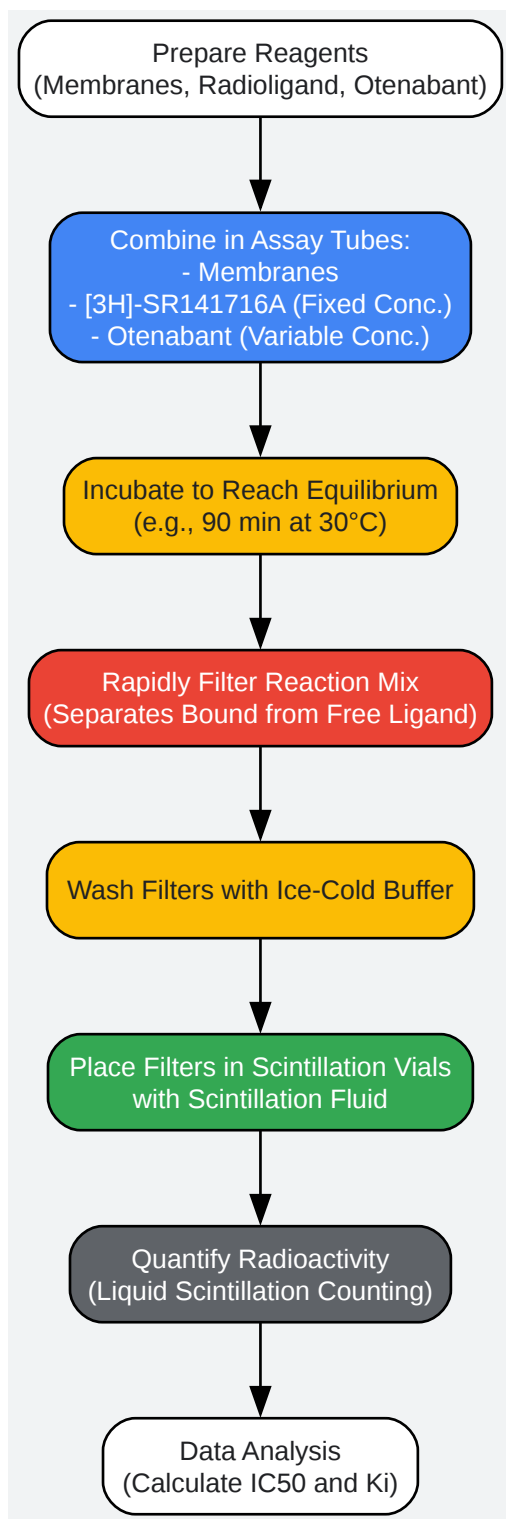 Prepare Reagents
(Membranes, Radioligand, Otenabant)
Combine in Assay Tubes:
- Membranes
- [3H]-SR141716A (Fixed Conc.)
- Otenabant (Variable Conc.)
Incubate to Reach Equilibrium
(e.g., 90 min at 30°C)
Rapidly Filter Reaction Mix
(Separates Bound from Free Ligand)
Wash Filters with Ice-Cold Buffer
Place Filters in Scintillation Vials
with Scintillation Fluid
Quantify Radioactivity
(Liquid Scintillation Counting)
Data Analysis
(Calculate IC50 and Ki)